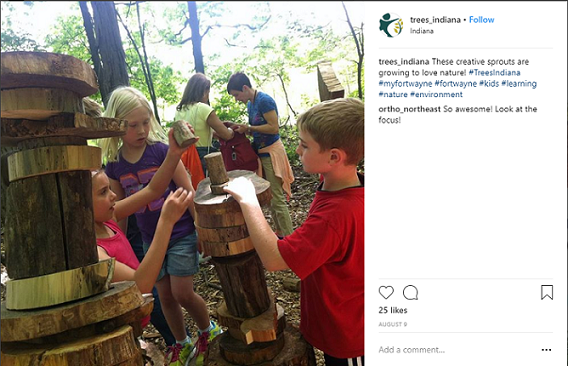 trees_indiana • Follow
Indiana
trees_indiana These creative sprouts are
growing to love nature! #TreesIndiana
#myfortwayne #fortwayne #kids #learning
#nature #environment
ortho_northeast So awesome! Look at the
focus!
25 likes
AUGUST 9
Add a comment...